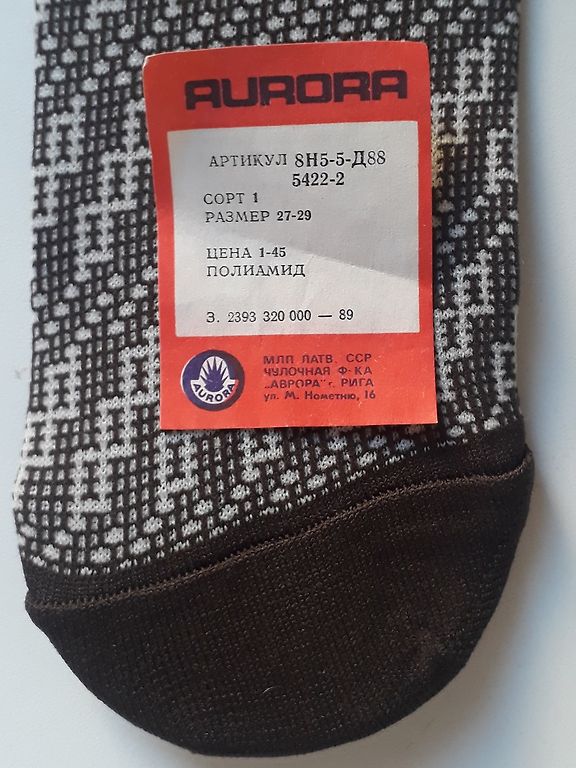 AURORA
АРТИКУЛ 8Н5-5-Д88
5422-2
СОРТ 1
РАЗМЕР 27-29
ЦЕНА 1-45
ПОЛИАМИД
З. 2393 320 000 — 89
AURORA
МЛП ЛАТВ. ССР
ЧУЛОЧНАЯ Ф-КА
„АВРОРА" г. РИГА
ул. М. Нометню, 16